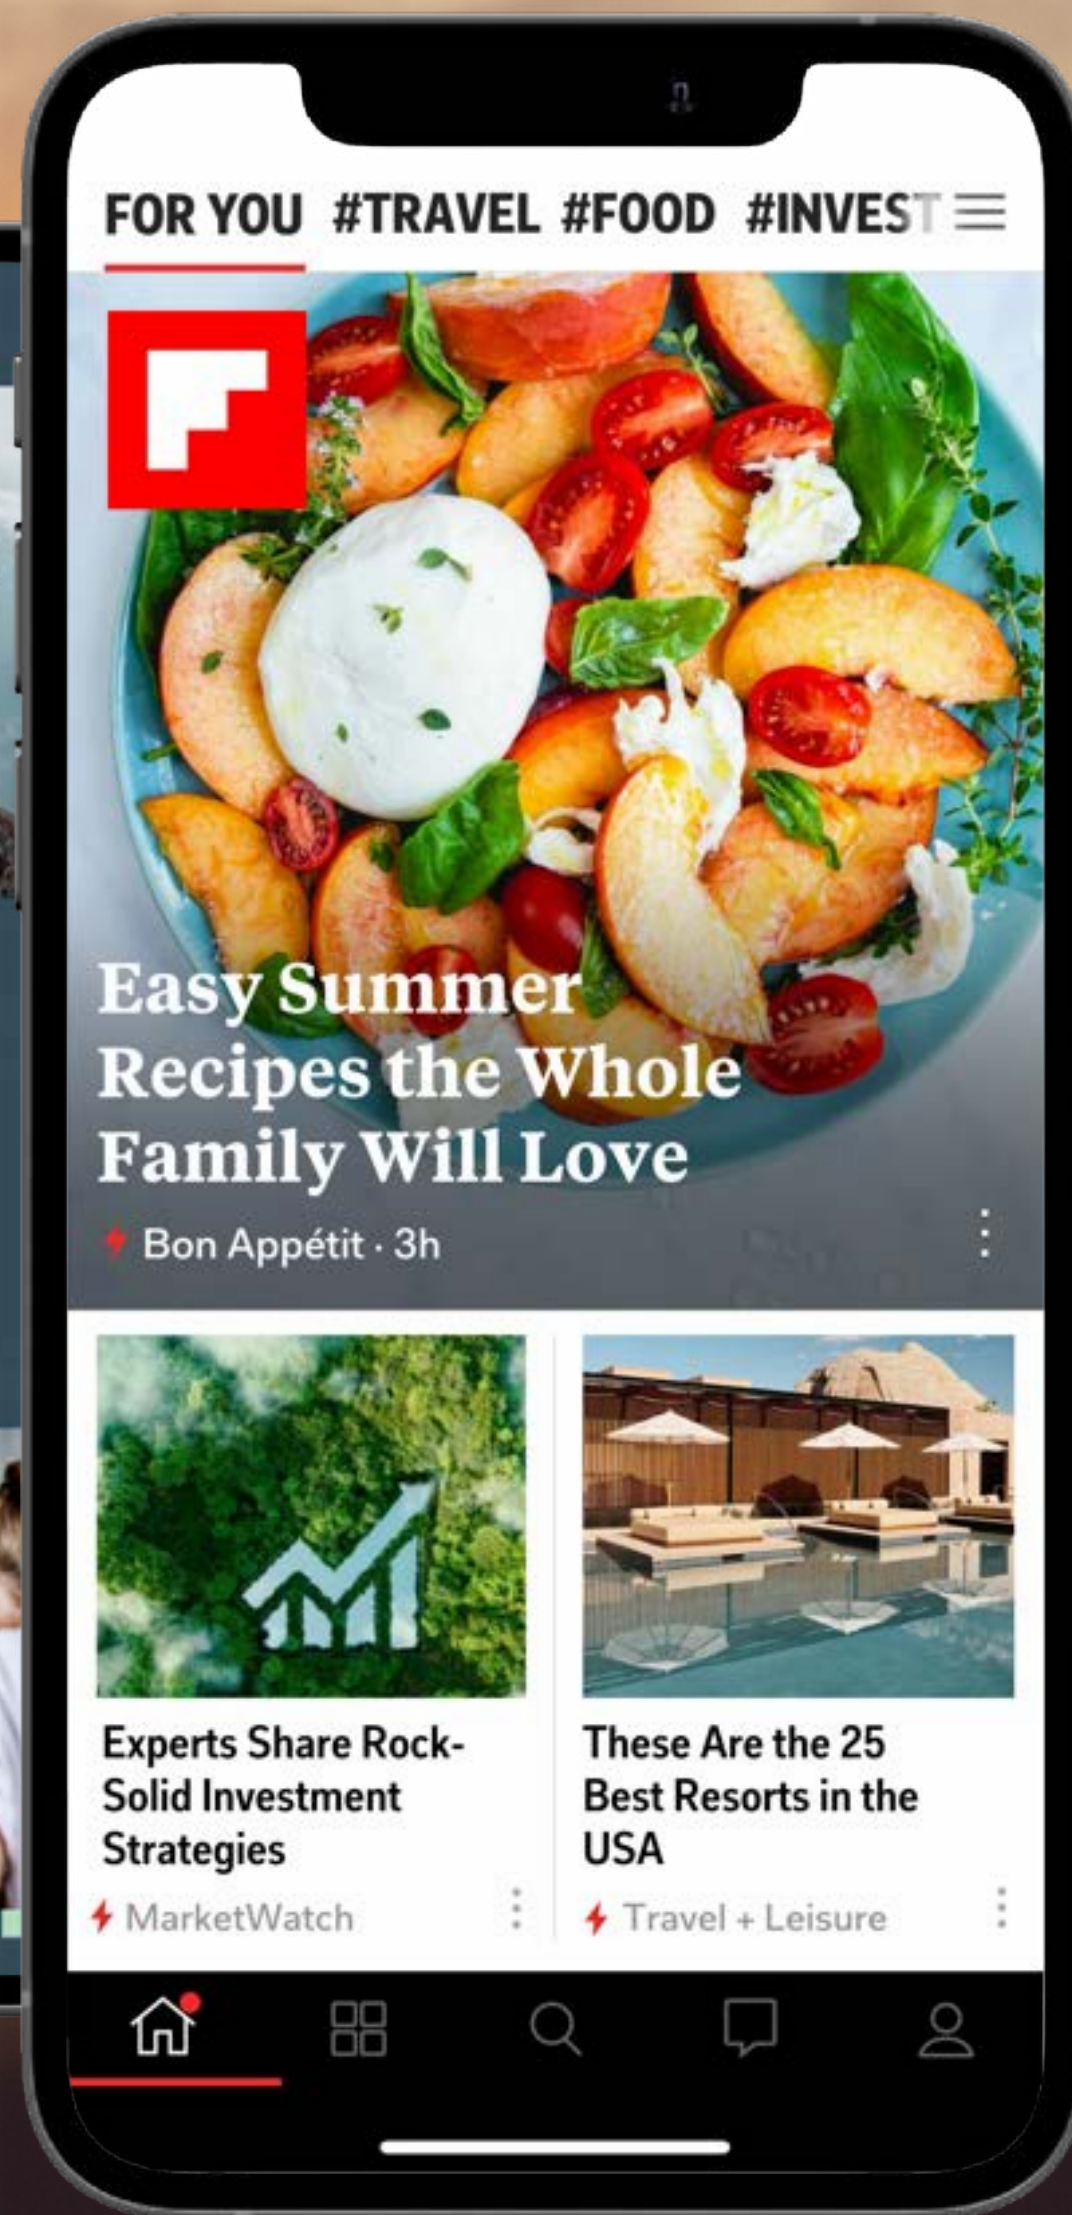 FOR YOU #TRAVEL #FOOD #INVEST
Easy Summer
Recipes the Whole
Family Will Love
Bon Appétit · 3h
Experts Share Rock-
Solid Investment
Strategies
MarketWatch
These Are the 25
Best Resorts in the
USA
Travel + Leisure